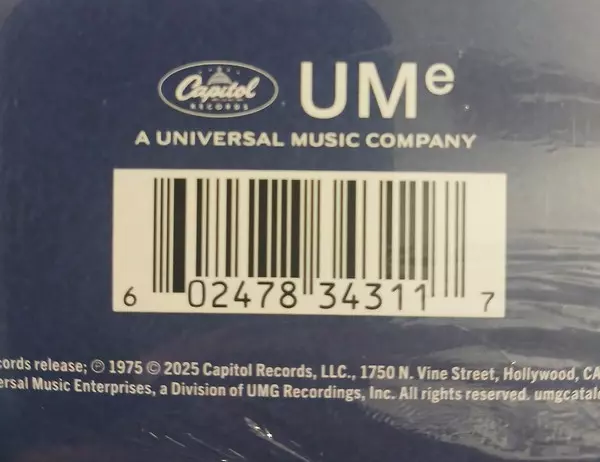 Capitol
RECORDS
UMe
A UNIVERSAL MUSIC COMPANY
6 02478 34311 7
cords release; ℗ 1975 © 2025 Capitol Records, LLC., 1750 N. Vine Street, Hollywood, CA
ersal Music Enterprises, a Division of UMG Recordings, Inc. All rights reserved. umgcatalo